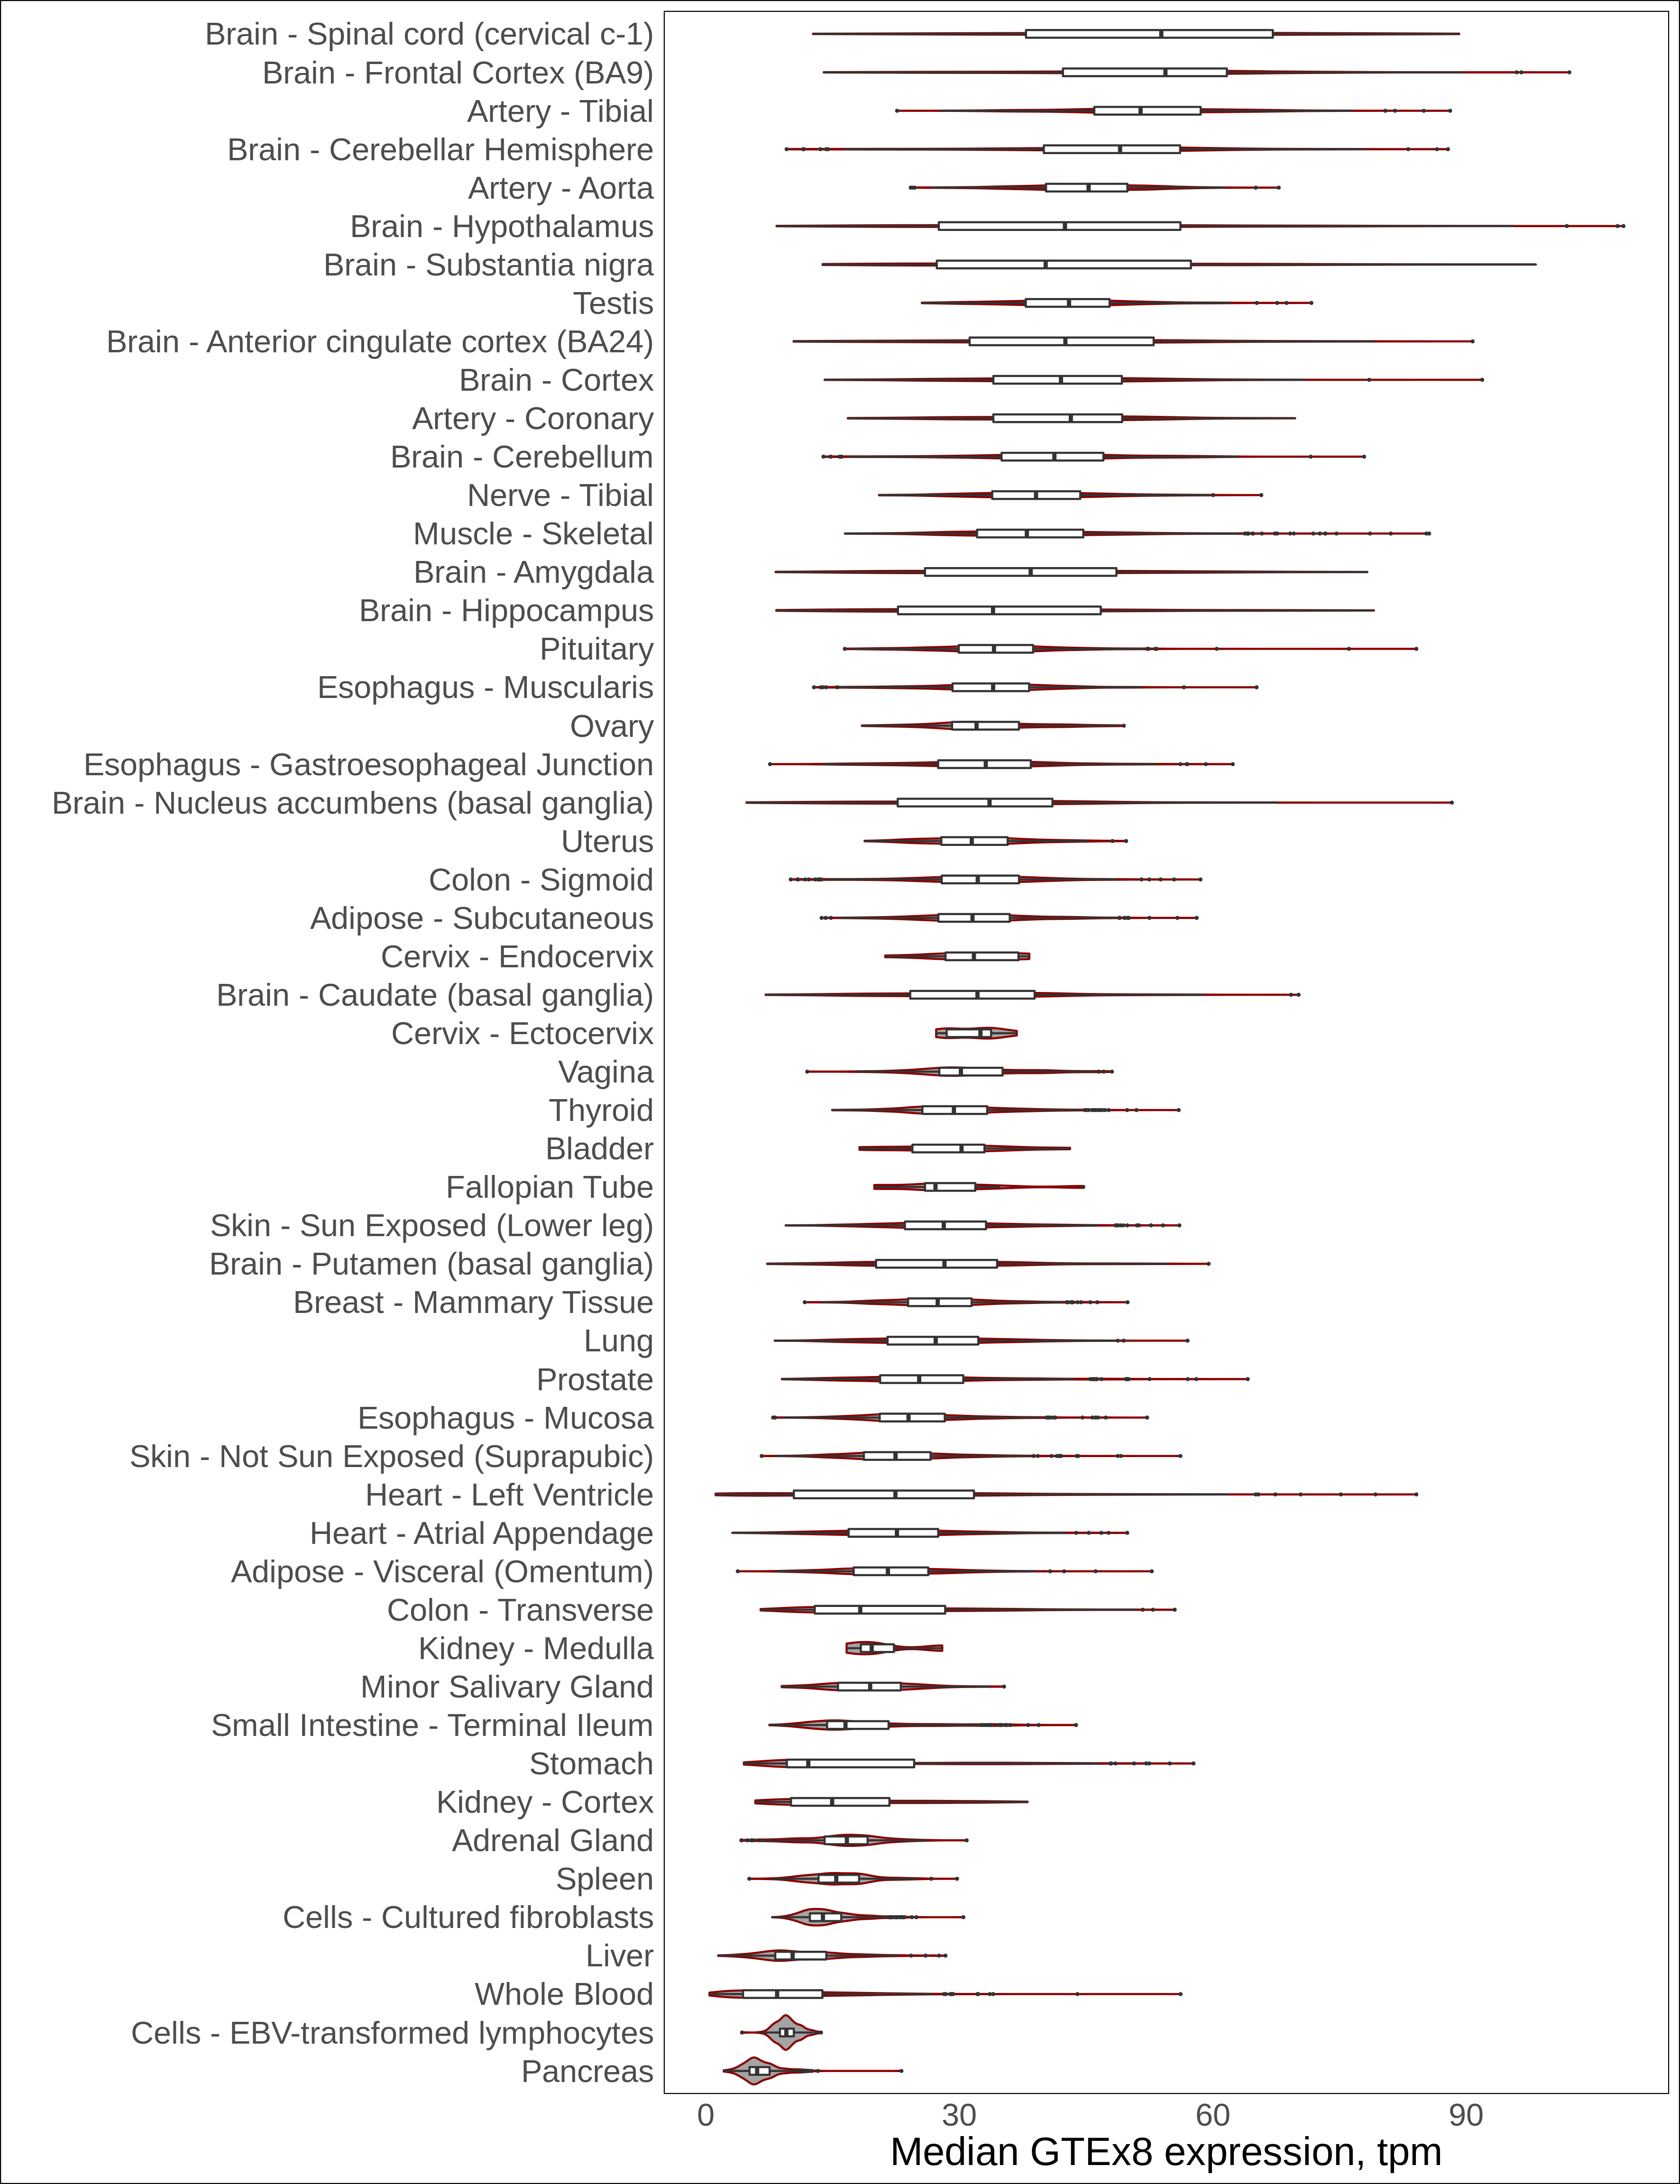 Brain - Spinal cord (cervical c-1)
Brain - Frontal Cortex (BA9)
Artery - Tibial
Brain - Cerebellar Hemisphere
Artery - Aorta
Brain - Hypothalamus
Brain - Substantia nigra
Testis
Brain - Anterior cingulate cortex (BA24)
Brain - Cortex
Artery - Coronary
Brain - Cerebellum
Nerve - Tibial
Muscle - Skeletal
Brain - Amygdala
Brain - Hippocampus
Pituitary
Esophagus - Muscularis
Ovary
Esophagus - Gastroesophageal Junction
Brain - Nucleus accumbens (basal ganglia)
Uterus
Colon - Sigmoid
Adipose - Subcutaneous
Cervix - Endocervix
Brain - Caudate (basal ganglia)
Cervix - Ectocervix
Vagina
Thyroid
Bladder
Fallopian Tube
Skin - Sun Exposed (Lower leg)
Brain - Putamen (basal ganglia)
Breast - Mammary Tissue
Lung
Prostate
Esophagus - Mucosa
Skin - Not Sun Exposed (Suprapubic)
Heart - Left Ventricle
Heart - Atrial Appendage
Adipose - Visceral (Omentum)
Colon - Transverse
Kidney - Medulla
Minor Salivary Gland
Small Intestine - Terminal Ileum
Stomach
Kidney - Cortex
Adrenal Gland
Spleen
Cells - Cultured fibroblasts
Liver
Whole Blood
Cells - EBV-transformed lymphocytes
Pancreas
0 30 60 90
Median GTEx8 expression, tpm